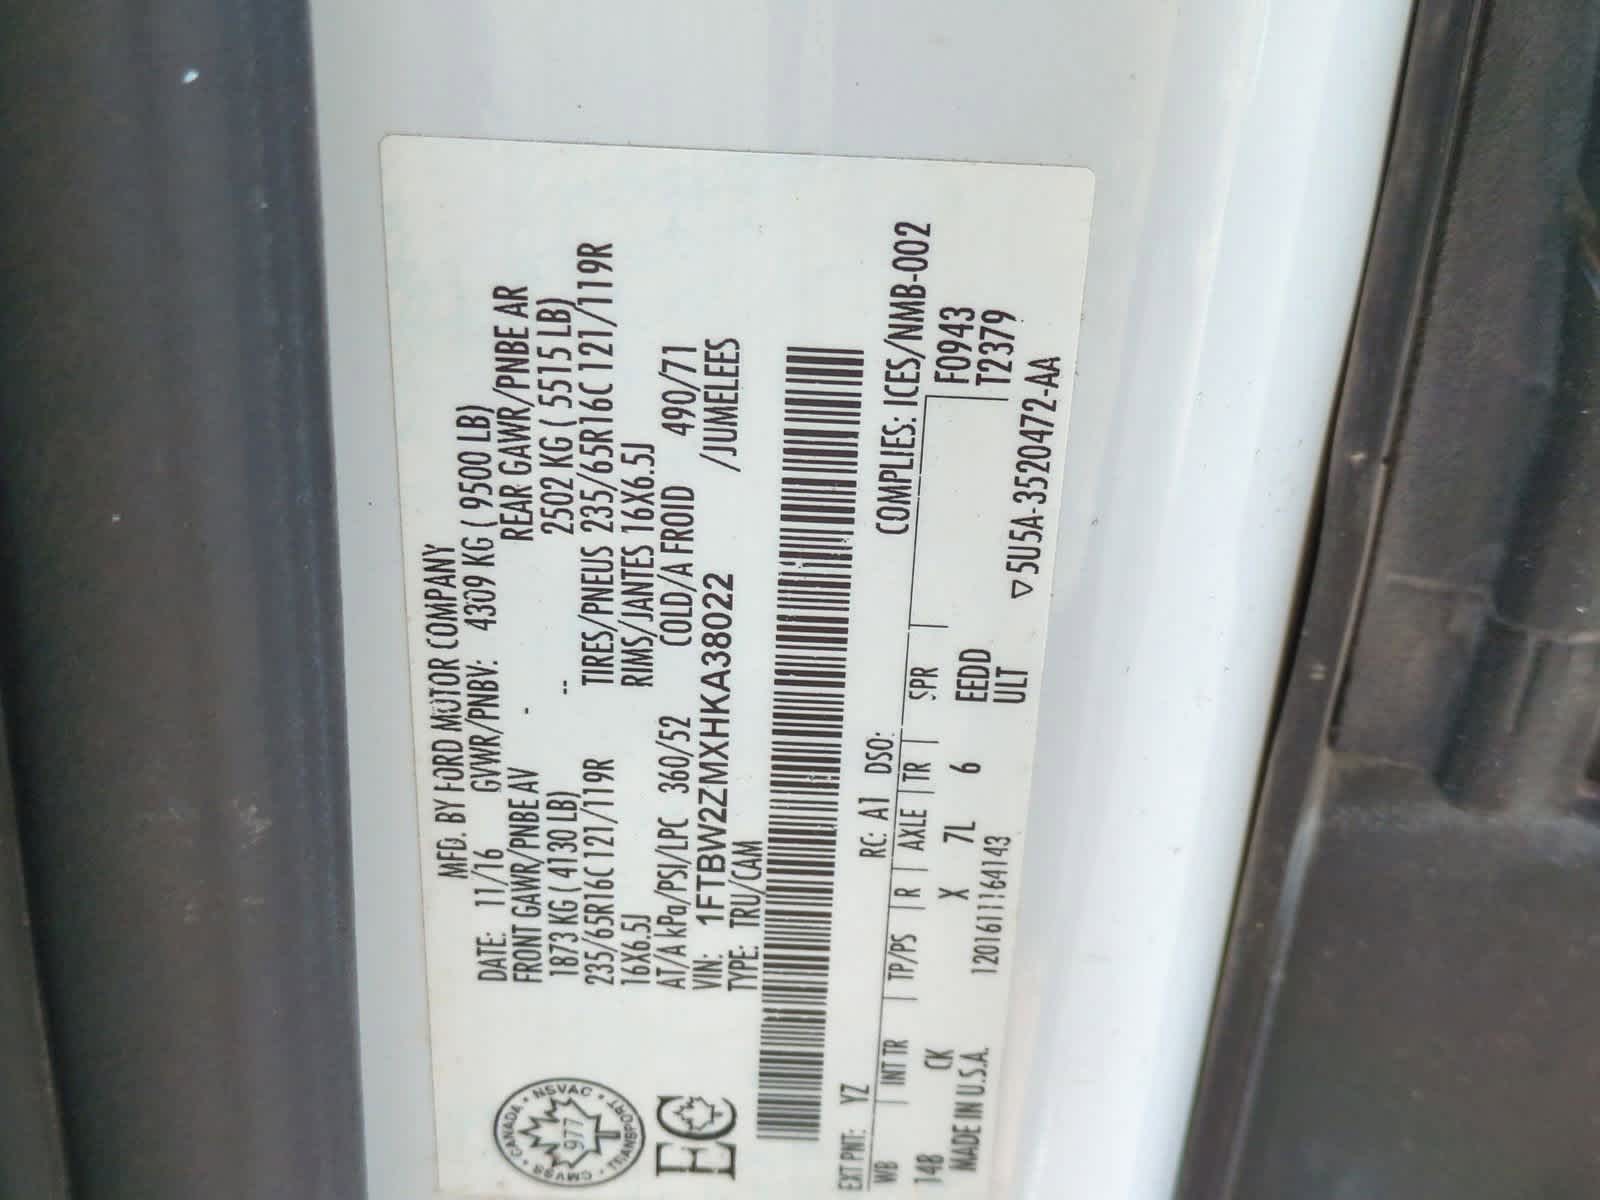 MFD. BY FORD MOTOR COMPANY
DATE: 11/16 GVWR/PNBV: 4309 KG ( 9500 LB)
FRONT GAWR/PNBE AV - REAR GAWR/PNBE AR
1873 KG ( 4130 LB) -- 2502 KG ( 5515 LB)
235/65R16C 121/119R TIRES/PNEUS 235/65R16C 121/119R
16X6.5J RIMS/JANTES 16X6.5J
AT/A kPa/PSI/LPC 360/52 COLD/A FROID 490/71
VIN: 1FTBW2ZMXHKA38022 /JUMELEES
TYPE: TRU/CAM
CANADA • NSVAC • TRANSPORT • CMVSS •
977
EC
EXT PNT: YZ RC: A1 DSO: COMPLIES: ICES/NMB-002
WB | INT TR | TP/PS | R | AXLE | TR | SPR F0943
148 CK X 7L 6 EEDD T2379
ULT
MADE IN U.S.A. 12016111164143 ▽5U5A-3520472-AA